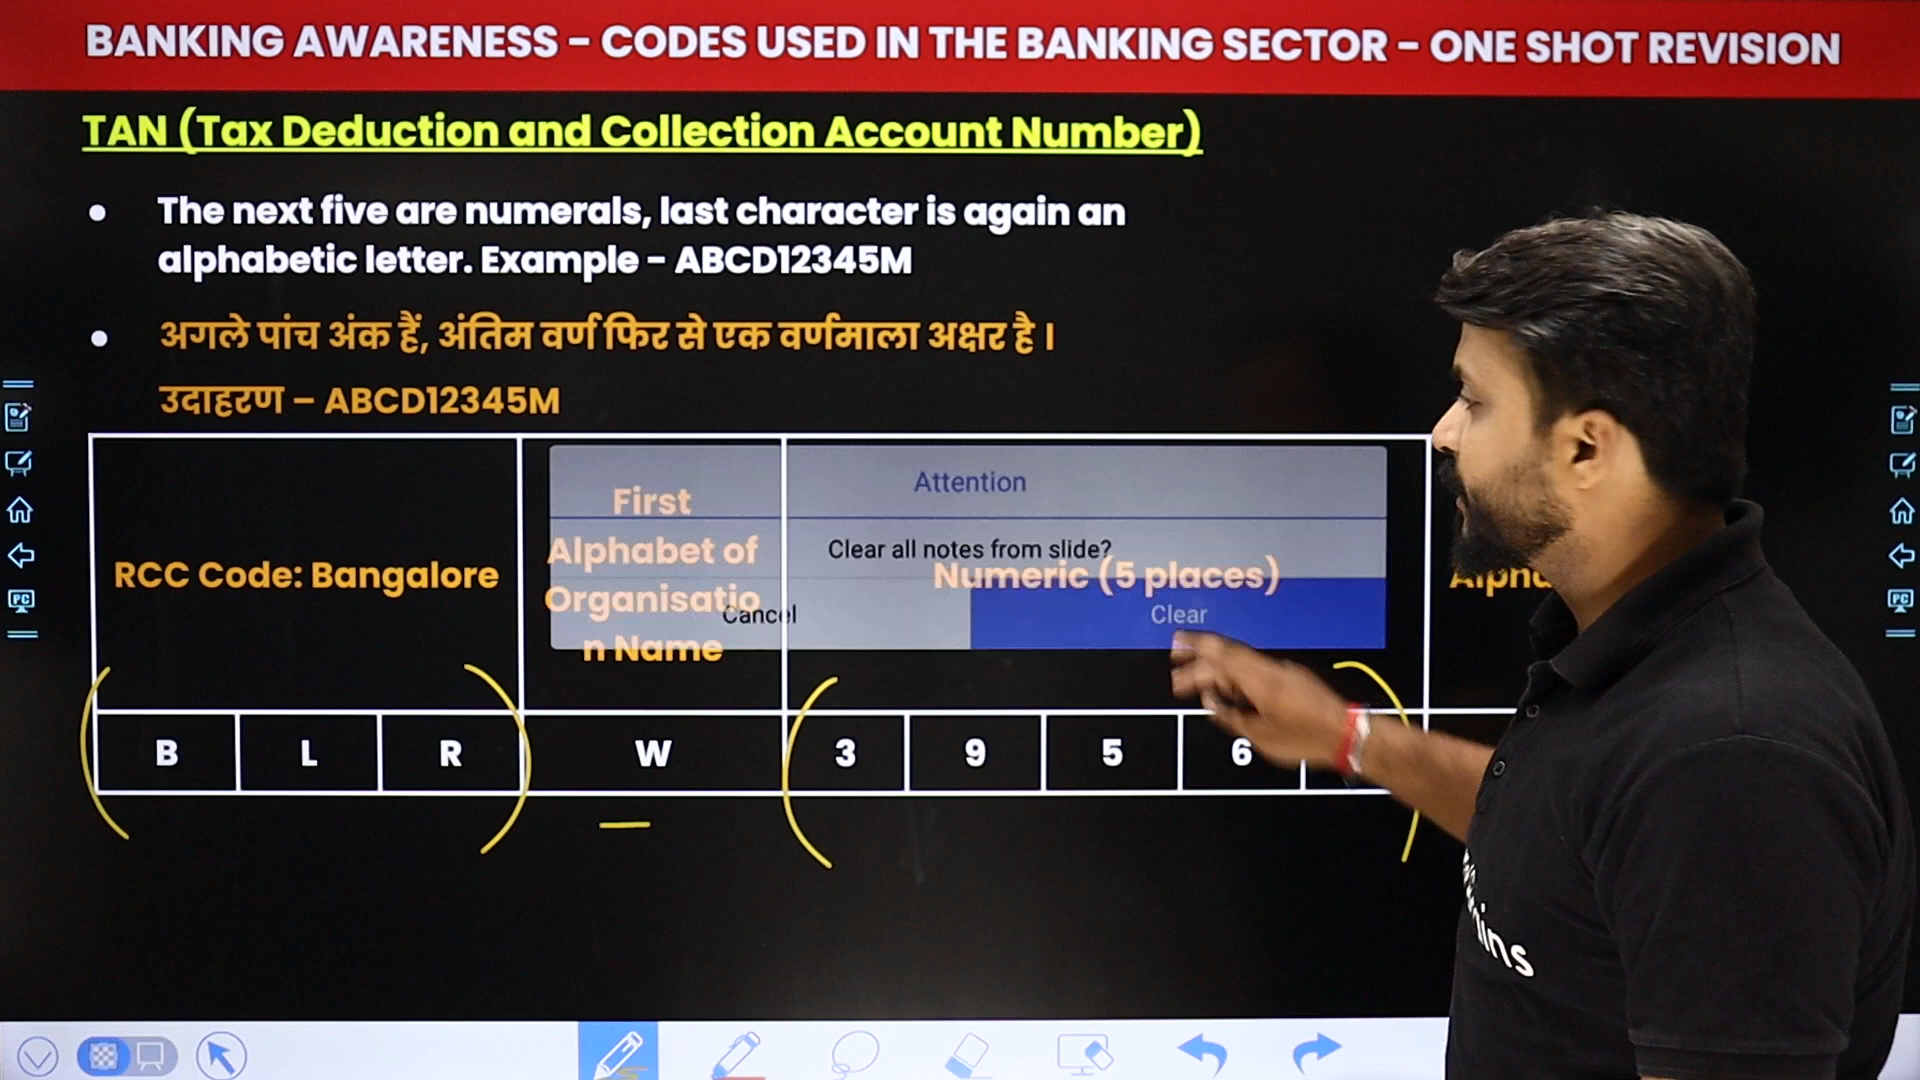 BANKING AWARENESS - CODES USED IN THE BANKING SECTOR - ONE SHOT REVISION
TAN (Tax Deduction and Collection Account Number)
• The next five are numerals, last character is again an
alphabetic letter. Example - ABCD12345M
• अगले पांच अंक हैं, अंतिम वर्ण फिर से एक वर्णमाला अक्षर है ।
उदाहरण – ABCD12345M
RCC Code: Bangalore
First
Alphabet of
Organisatio
n Name
Attention
Clear all notes from slide?
Numeric (5 places)
Cancel
Clear
B L R W 3 9 5 6
PC
PC